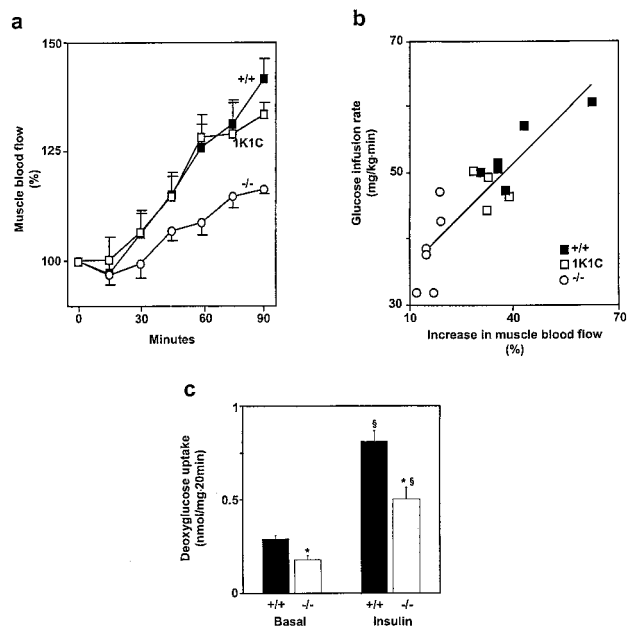 a
150
125
100
Muscle blood flow
(%)
+/+
1K1C
-/-
0 30 60 90
Minutes
b
70
50
30
Glucose infusion rate
(mg/kg·min)
+/+
1K1C
-/-
12 40 70
Increase in muscle blood flow
(%)
c
1
0.5
0
Deoxyglucose uptake
(nmol/mg·20min)
*
§
* §
+/+ -/- +/+ -/-
Basal Insulin